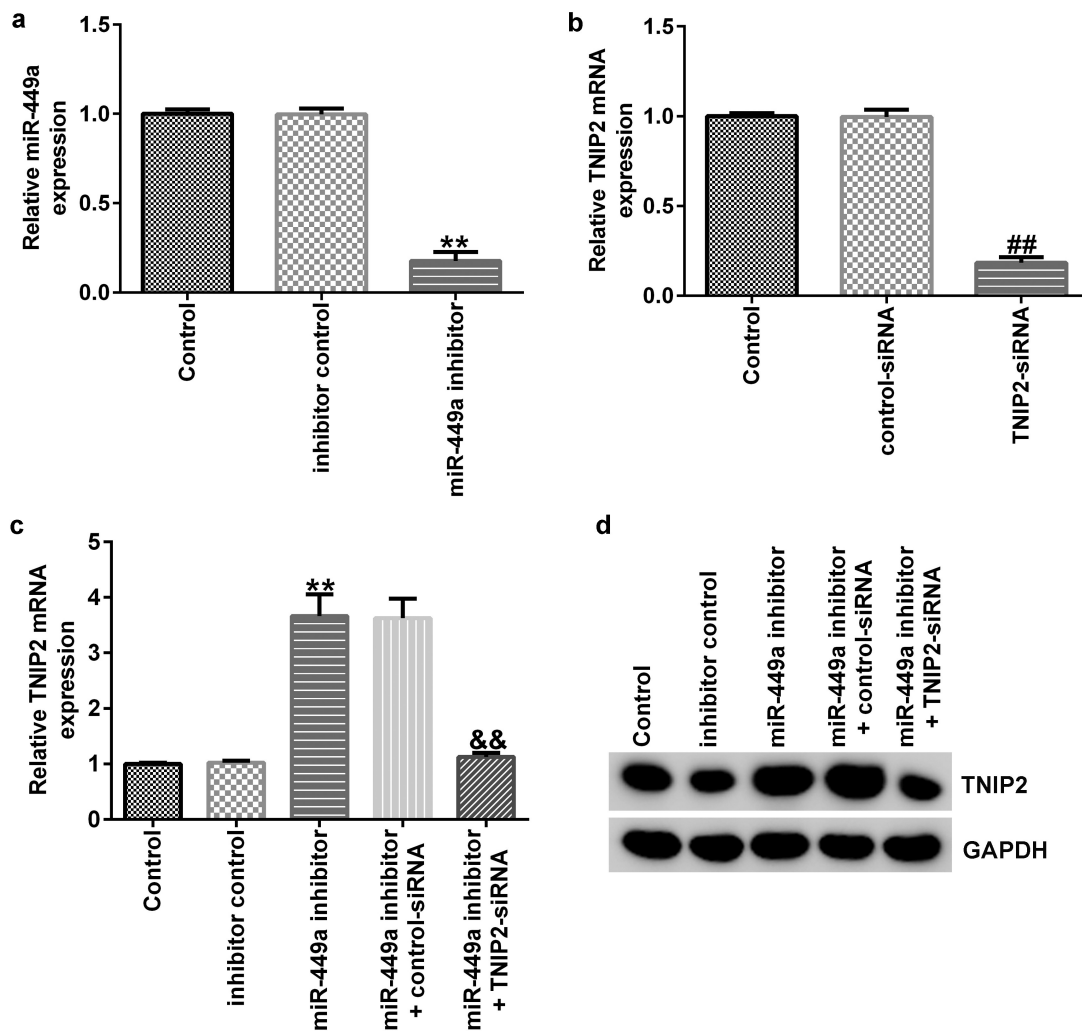 a
Relative miR-449a
expression
1.5
1.0
0.5
0.0
**
Control
inhibitor control
miR-449a inhibitor
b
Relative TNIP2 mRNA
expression
1.5
1.0
0.5
0.0
##
Control
control-siRNA
TNIP2-siRNA
c
Relative TNIP2 mRNA
expression
5
4
3
2
1
0
**
&&
Control
inhibitor control
miR-449a inhibitor
miR-449a inhibitor
+ control-siRNA
miR-449a inhibitor
+ TNIP2-siRNA
d
Control
inhibitor control
miR-449a inhibitor
miR-449a inhibitor
+ control-siRNA
miR-449a inhibitor
+ TNIP2-siRNA
TNIP2
GAPDH